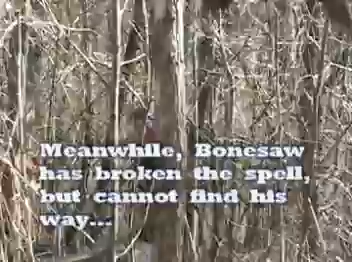 Meanwhile, Bonesaw
has broken the spell,
but cannot find his
way...